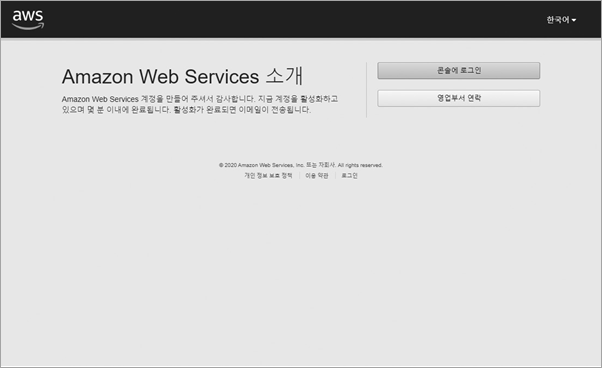 aws
한국어
Amazon Web Services 소개
Amazon Web Services 계정을 만들어 주셔서 감사합니다. 지금 계정을 활성화하고
있으며 몇 분 이내에 완료됩니다. 활성화가 완료되면 이메일이 전송됩니다.
콘솔에 로그인
영업부서 연락
© 2020 Amazon Web Services, Inc. 또는 자회사. All rights reserved.
개인 정보 보호 정책 | 이용 약관 | 로그인